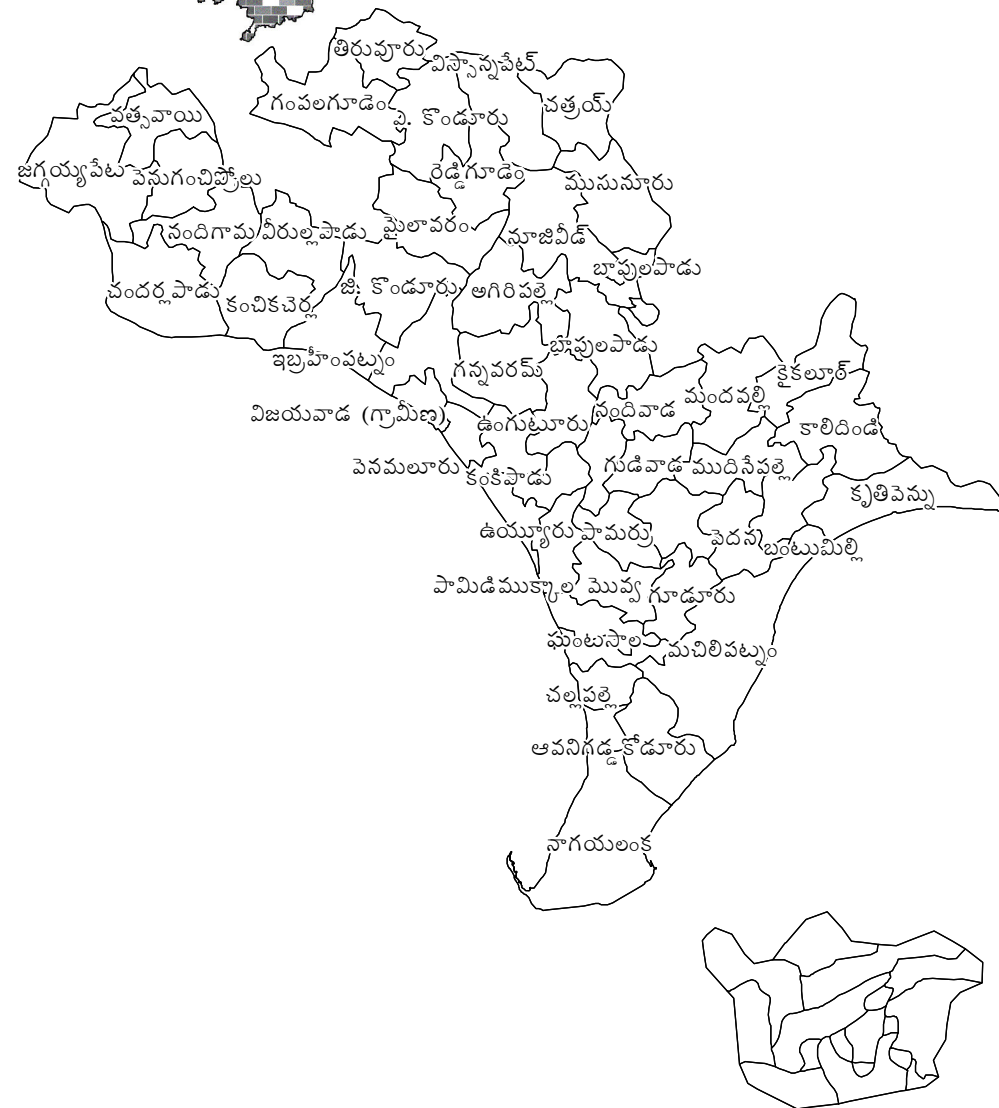 తిరువూరు
విస్సాన్నపేట్
గంపలగూడెం
చత్రయ్
వత్సవాయి
ఏ. కొండూరు
జగ్గయ్యపేట
పెనుగంచిప్రోలు
రెడ్డిగూడెం
ముసునూరు
నందిగామ
వీరుల్లపాడు
మైలావరం
నూజివీడ్
బాపులపాడు
చందర్లపాడు
కంచికచెర్ల
జి. కొండూరు
అగిరిపల్లె
ఇబ్రహీంపట్నం
బాపులపాడు
గన్నవరమ్
కైకలూర్
విజయవాడ (గ్రామీణ)
ఉంగుటూరు
నందివాడ
మందవల్లి
కాలిదిండి
పెనమలూరు
కంకిపాడు
గుడివాడ
ముదినేపల్లె
కృతివెన్ను
ఉయ్యూరు
పామర్రు
పెదన
బంటుమిల్లి
పామిడిముక్కాల
మొవ్వ
గూడూరు
ఘంటసాల
మచిలిపట్నం
చల్లపల్లె
ఆవనిగడ్డ
కోడూరు
నాగయలంక